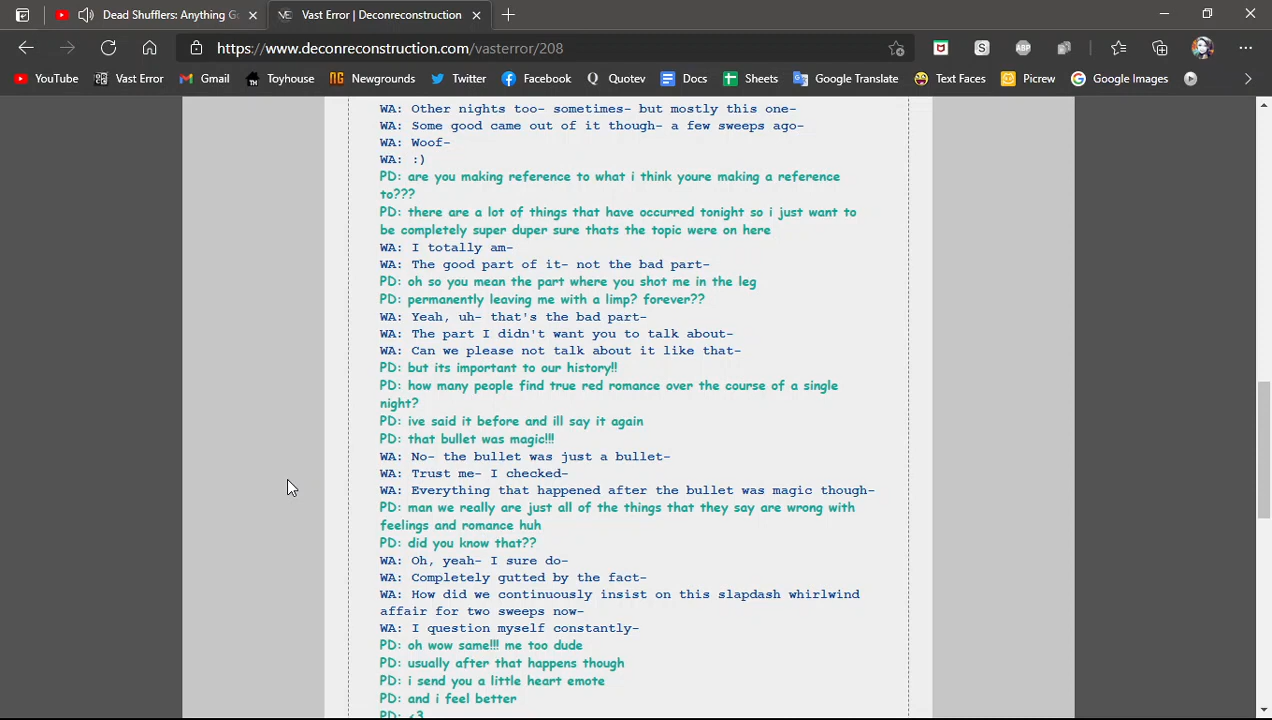 Dead Shufflers: Anything Go
Vast Error | Deconreconstruction
https://www.deconreconstruction.com/vasterror/208
YouTube
Vast Error
Gmail
Toyhouse
Newgrounds
Twitter
Facebook
Quotev
Docs
Sheets
Google Translate
Text Faces
Picrew
Google Images
WA: Other nights too- sometimes- but mostly this one-
WA: Some good came out of it though- a few sweeps ago-
WA: Woof-
WA: :)
PD: are you making reference to what i think youre making a reference
to???
PD: there are a lot of things that have occurred tonight so i just want to
be completely super duper sure thats the topic were on here
WA: I totally am-
WA: The good part of it- not the bad part-
PD: oh so you mean the part where you shot me in the leg
PD: permanently leaving me with a limp? forever??
WA: Yeah, uh- that's the bad part-
WA: The part I didn't want you to talk about-
WA: Can we please not talk about it like that-
PD: but its important to our history!!
PD: how many people find true red romance over the course of a single
night?
PD: ive said it before and ill say it again
PD: that bullet was magic!!!
WA: No- the bullet was just a bullet-
WA: Trust me- I checked-
WA: Everything that happened after the bullet was magic though-
PD: man we really are just all of the things that they say are wrong with
feelings and romance huh
PD: did you know that??
WA: Oh, yeah- I sure do-
WA: Completely gutted by the fact-
WA: How did we continuously insist on this slapdash whirlwind
affair for two sweeps now-
WA: I question myself constantly-
PD: oh wow same!!! me too dude
PD: usually after that happens though
PD: i send you a little heart emote
PD: and i feel better
PD: <3